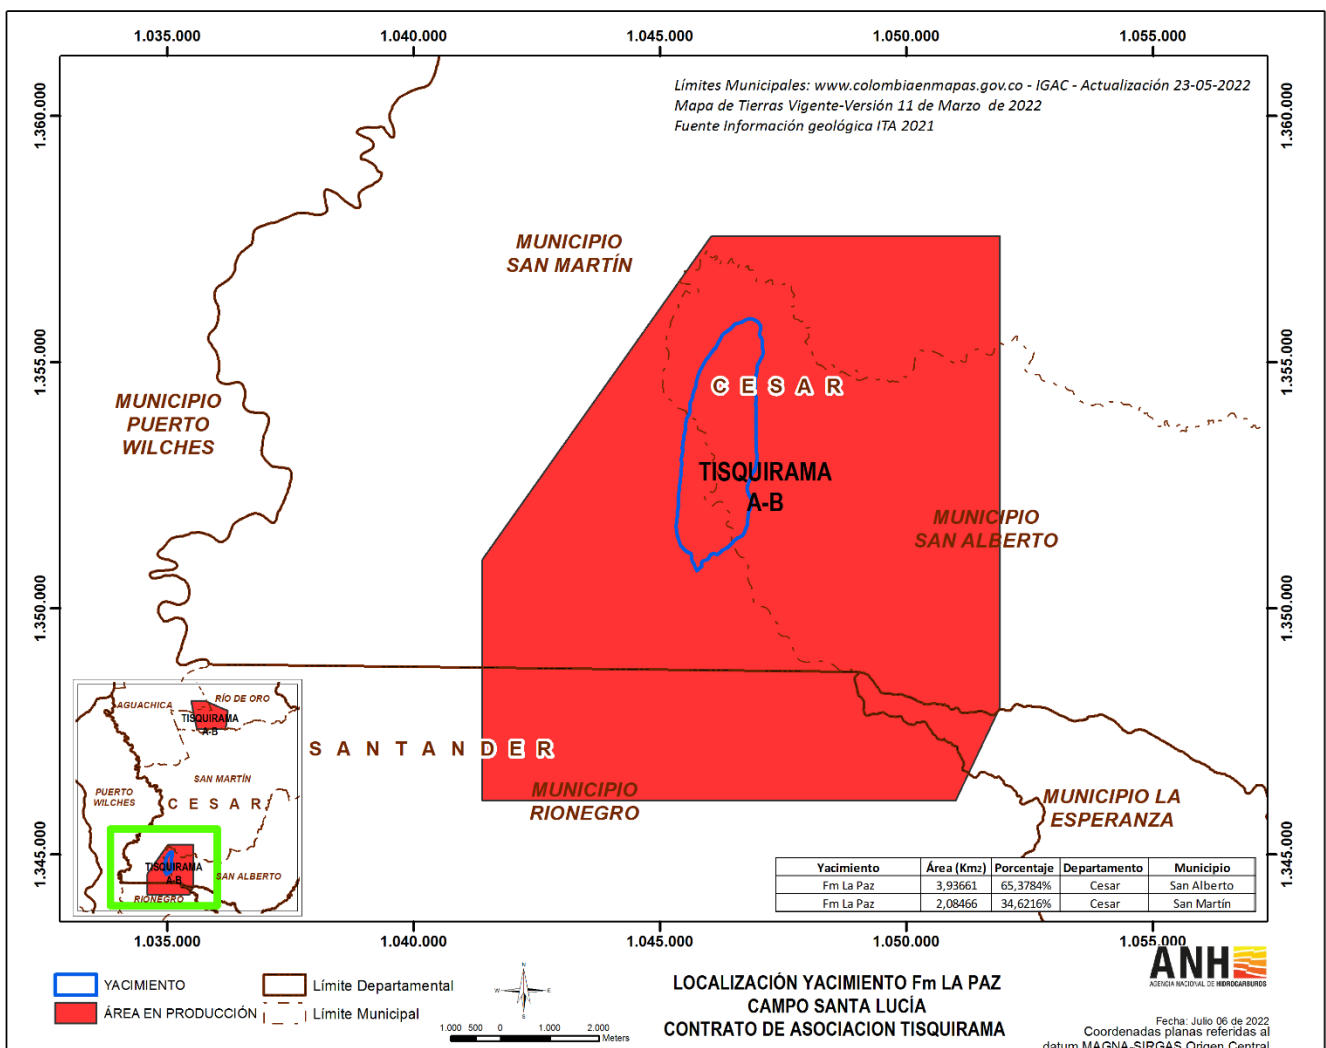 1.035.000 1.040.000 1.045.000 1.050.000 1.055.000
Límites Municipales: www.colombiaenmapas.gov.co - IGAC - Actualización 23-05-2022
Mapa de Tierras Vigente-Versión 11 de Marzo de 2022
Fuente Información geológica ITA 2021
1.360.000 1.360.000
MUNICIPIO
SAN MARTÍN
1.355.000 1.355.000
CESAR
MUNICIPIO
PUERTO
WILCHES
TISQUIRAMA
A-B
MUNICIPIO
SAN ALBERTO
1.350.000 1.350.000
SANTANDER
MUNICIPIO
RIONEGRO
MUNICIPIO LA
ESPERANZA
1.345.000 1.345.000
AGUACHICA
RÍO DE ORO
TISQUIRAMA
A-B
SAN MARTÍN
PUERTO
WILCHES
CESAR
TISQUIRAMA
A-B
SAN ALBERTO
RIONEGRO
Yacimiento Área (Km2) Porcentaje Departamento Municipio
Fm La Paz 3,93661 65,3784% Cesar San Alberto
Fm La Paz 2,08466 34,6216% Cesar San Martín
1.035.000 1.040.000 1.045.000 1.050.000 1.055.000
YACIMIENTO
ÁREA EN PRODUCCIÓN
Límite Departamental
Límite Municipal
N
W E
S
1.000 500 0 1.000 2.000
Meters
LOCALIZACIÓN YACIMIENTO Fm LA PAZ
CAMPO SANTA LUCÍA
CONTRATO DE ASOCIACION TISQUIRAMA
ANH
AGENCIA NACIONAL DE HIDROCARBUROS
Fecha: Julio 06 de 2022
Coordenadas planas referidas al
datum MAGNA-SIRGAS Origen Central